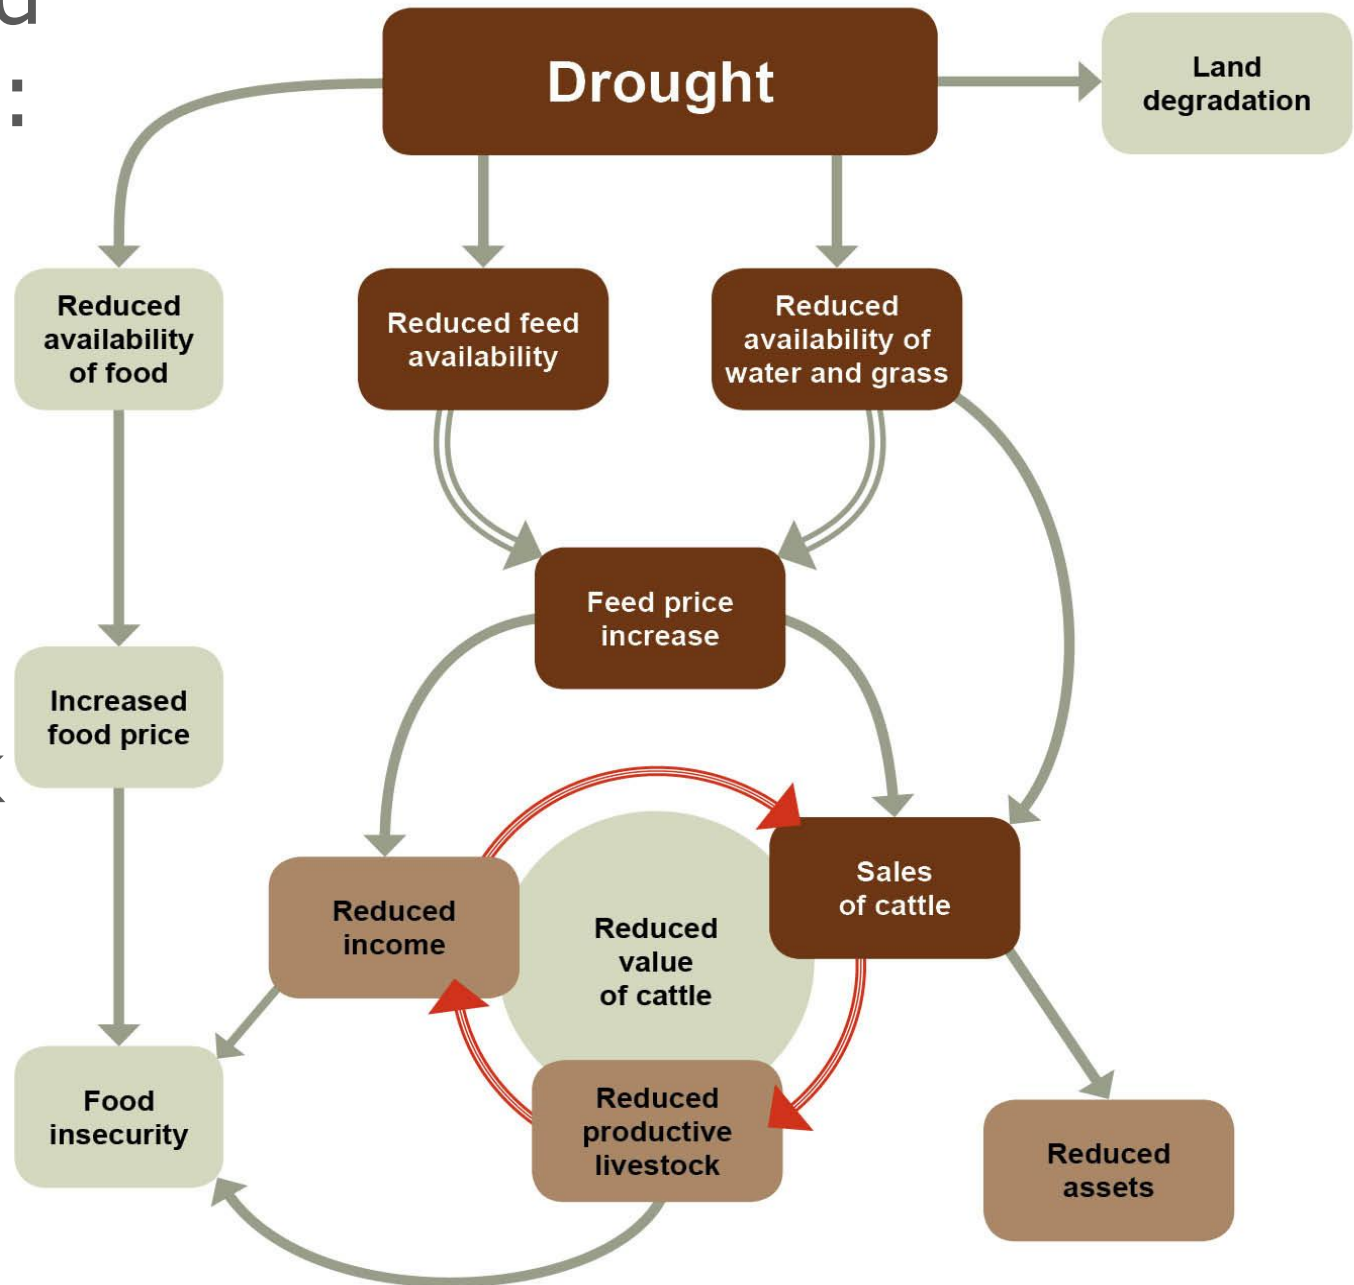 Drought
Land
degradation
:
Reduced
availability
of food
Reduced feed
availability
Reduced
availability of
water and grass
Feed price
increase
Increased
food price
Sales
of cattle
Reduced
income
Reduced
value
of cattle
Food
insecurity
Reduced
productive
livestock
Reduced
assets